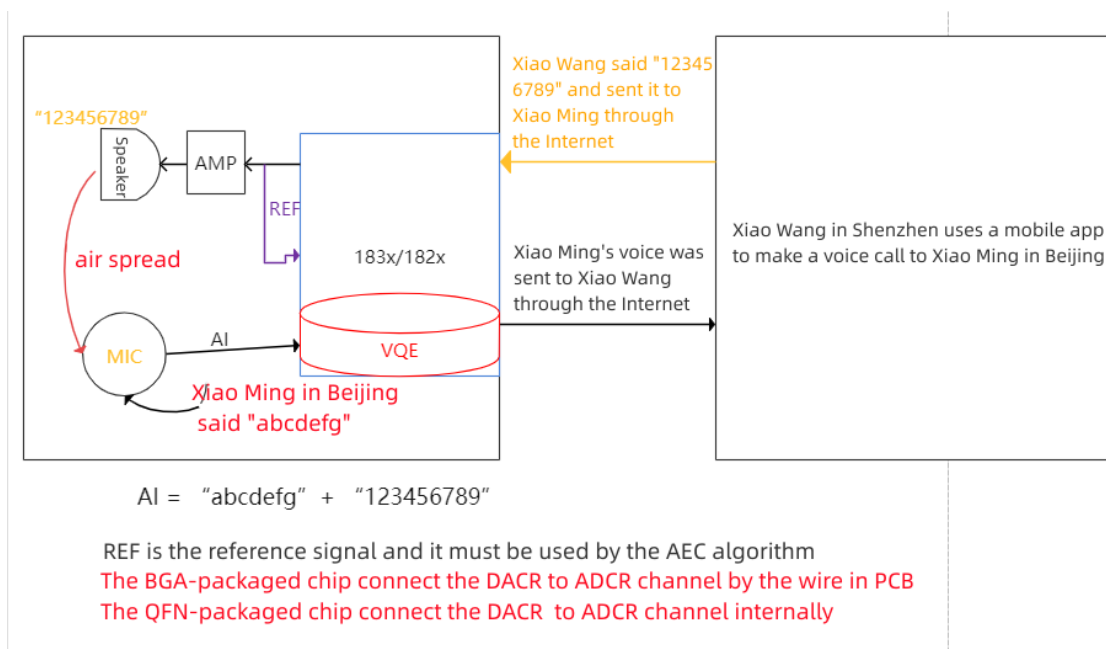 Xiao Wang said "12345
6789" and sent it to
Xiao Ming through
the Internet
"123456789"
Speaker
AMP
REF
air spread
183x/182x
Xiao Wang in Shenzhen uses a mobile app
to make a voice call to Xiao Ming in Beijing
Xiao Ming's voice was
sent to Xiao Wang
through the Internet
MIC
AI
VQE
Xiao Ming in Beijing
said "abcdefg"
AI = "abcdefg" + "123456789"
REF is the reference signal and it must be used by the AEC algorithm
The BGA-packaged chip connect the DACR to ADCR channel by the wire in PCB
The QFN-packaged chip connect the DACR to ADCR channel internally